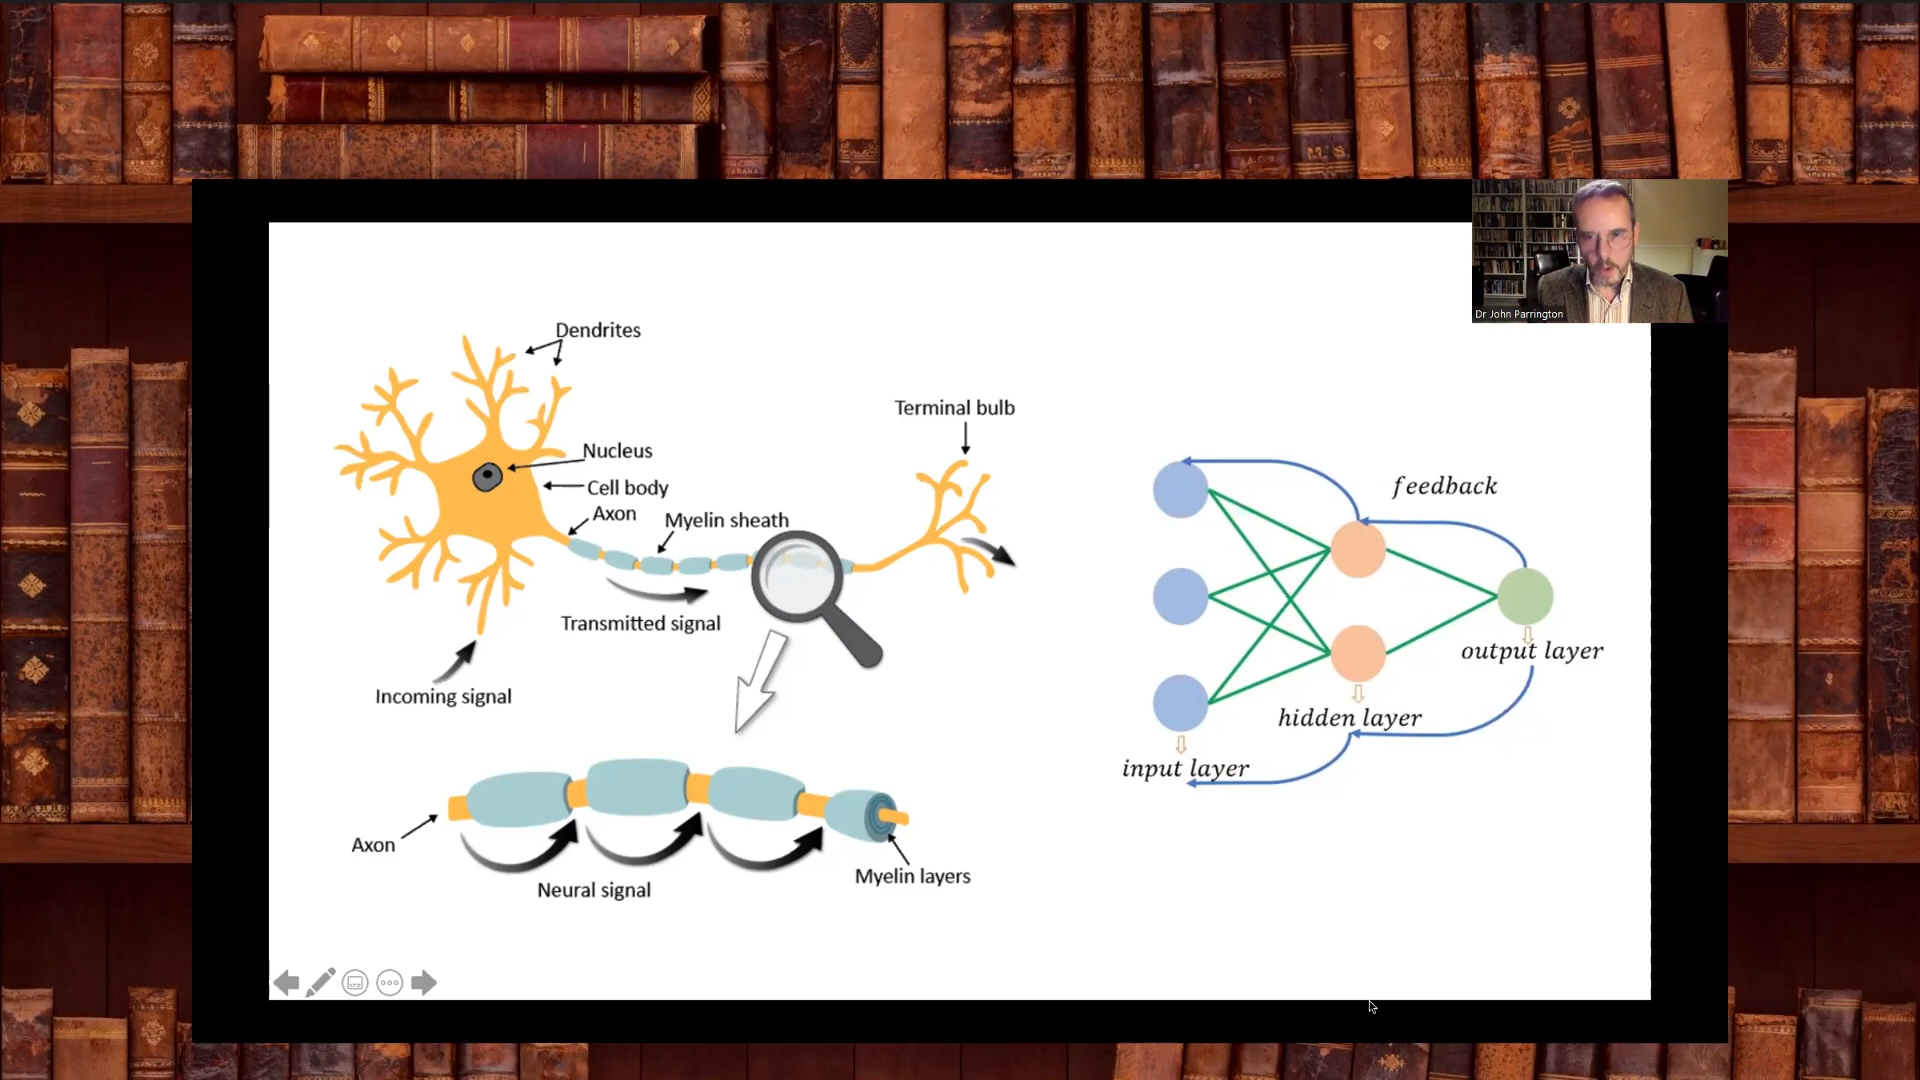 Dr John Parrington
Dendrites
Nucleus
Cell body
Axon
Myelin sheath
Terminal bulb
Transmitted signal
Incoming signal
Axon
Neural signal
Myelin layers
feedback
output layer
hidden layer
input layer
M.S